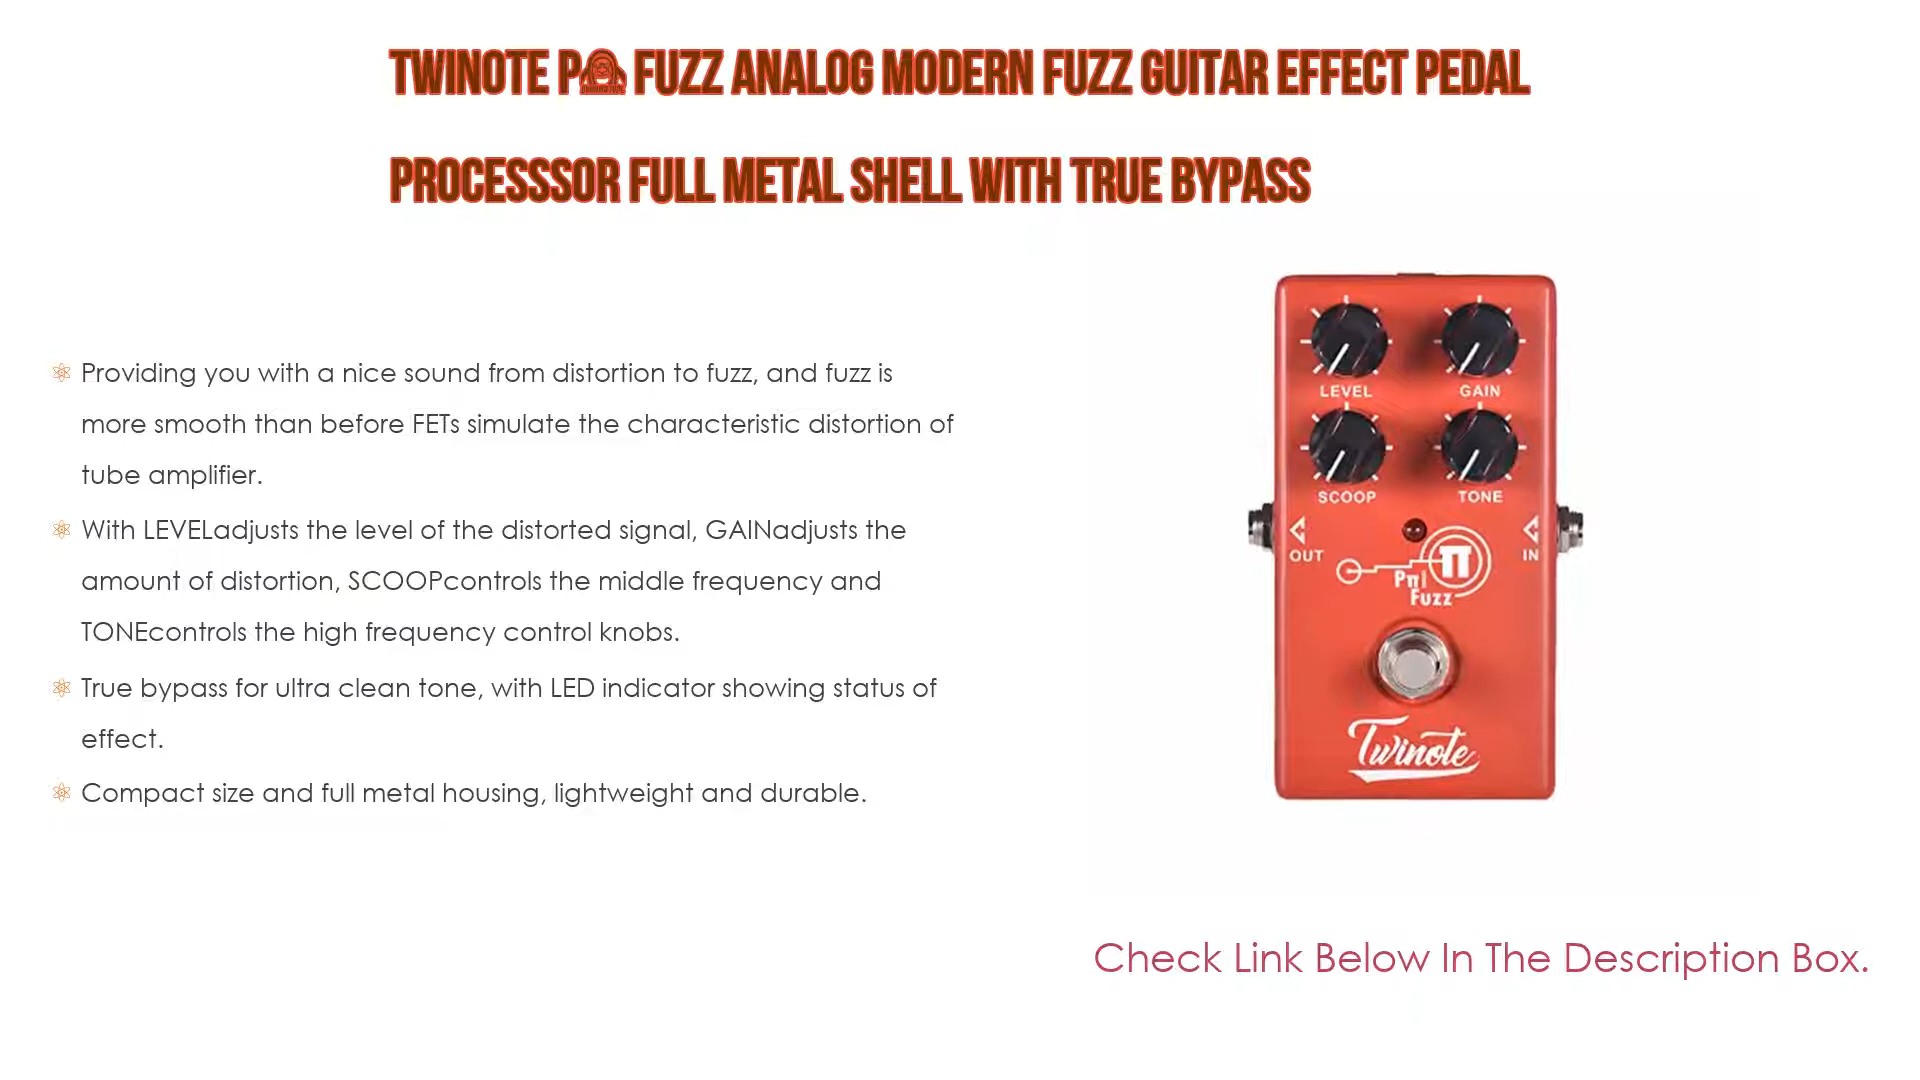 TWINOTE P FUZZ ANALOG MODERN FUZZ GUITAR EFFECT PEDAL
PROCESSSOR FULL METAL SHELL WITH TRUE BYPASS
Providing you with a nice sound from distortion to fuzz, and fuzz is
more smooth than before FETs simulate the characteristic distortion of
tube amplifier.
With LEVELadjusts the level of the distorted signal, GAINadjusts the
amount of distortion, SCOOPcontrols the middle frequency and
TONEcontrols the high frequency control knobs.
True bypass for ultra clean tone, with LED indicator showing status of
effect.
Compact size and full metal housing, lightweight and durable.
LEVEL GAIN
SCOOP TONE
OUT IN
π
Pπ
Fuzz
Twinote
Check Link Below In The Description Box.